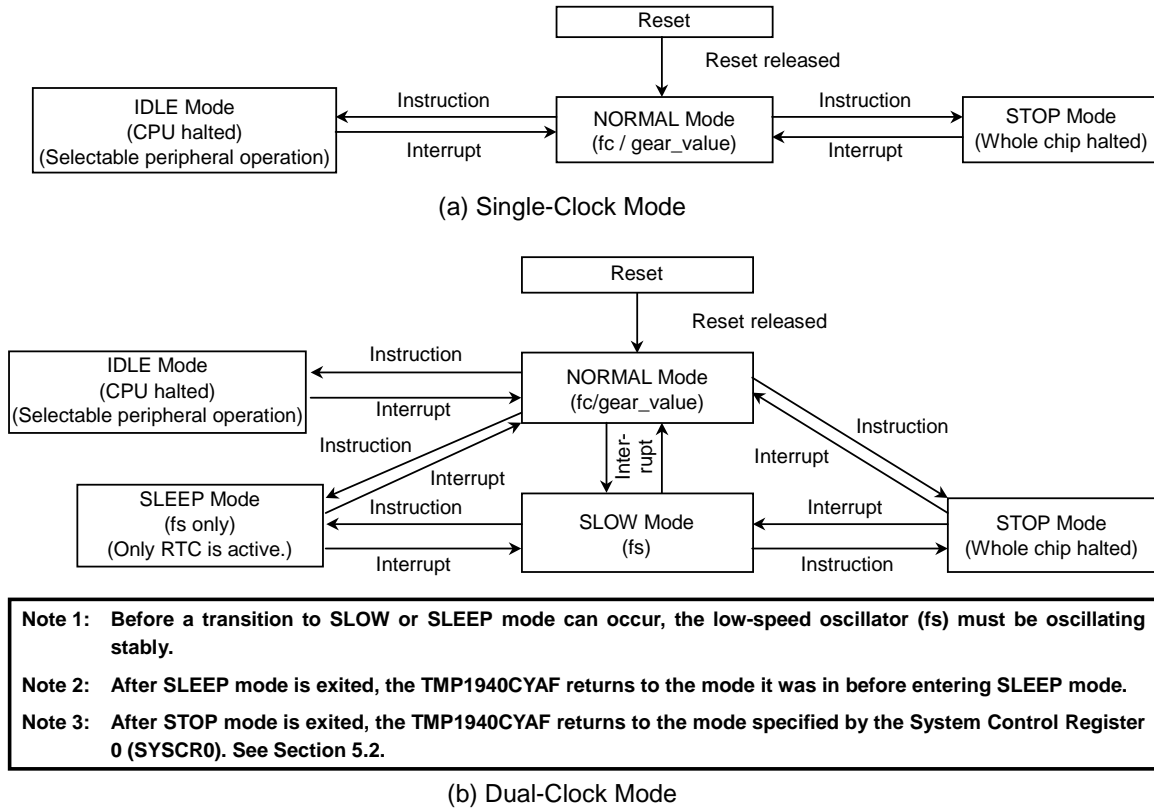 Reset
Reset released
IDLE Mode
(CPU halted)
(Selectable peripheral operation)
Instruction
Interrupt
NORMAL Mode
(fc / gear_value)
Instruction
Interrupt
STOP Mode
(Whole chip halted)
(a) Single-Clock Mode
Reset
Reset released
IDLE Mode
(CPU halted)
(Selectable peripheral operation)
Instruction
Interrupt
NORMAL Mode
(fc/gear_value)
Instruction
Interrupt
Inter-
rupt
Instruction
Interrupt
SLEEP Mode
(fs only)
(Only RTC is active.)
Instruction
Interrupt
SLOW Mode
(fs)
Interrupt
Instruction
STOP Mode
(Whole chip halted)
Note 1: Before a transition to SLOW or SLEEP mode can occur, the low-speed oscillator (fs) must be oscillating
stably.
Note 2: After SLEEP mode is exited, the TMP1940CYAF returns to the mode it was in before entering SLEEP mode.
Note 3: After STOP mode is exited, the TMP1940CYAF returns to the mode specified by the System Control Register
0 (SYSCR0). See Section 5.2.
(b) Dual-Clock Mode